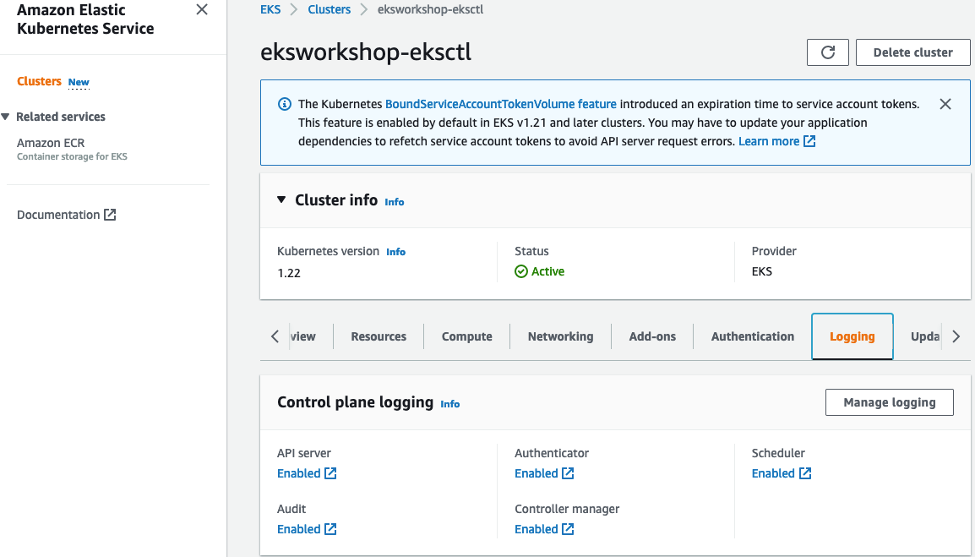 Amazon Elastic
Kubernetes Service
Clusters New
Related services
Amazon ECR
Container storage for EKS
Documentation
EKS
Clusters
eksworkshop-eksctl
eksworkshop-eksctl
Delete cluster
The Kubernetes BoundServiceAccountTokenVolume feature introduced an expiration time to service account tokens.
This feature is enabled by default in EKS v1.21 and later clusters. You may have to update your application
dependencies to refetch service account tokens to avoid API server request errors. Learn more
Cluster info Info
Kubernetes version Info
1.22
Status
Active
Provider
EKS
view
Resources
Compute
Networking
Add-ons
Authentication
Logging
Upda
Control plane logging Info
Manage logging
API server
Enabled
Authenticator
Enabled
Scheduler
Enabled
Audit
Enabled
Controller manager
Enabled